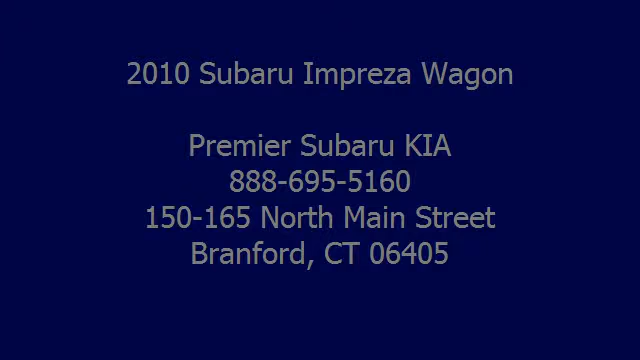 2010 Subaru Impreza Wagon
Premier Subaru KIA
888-695-5160
150-165 North Main Street
Branford, CT 06405